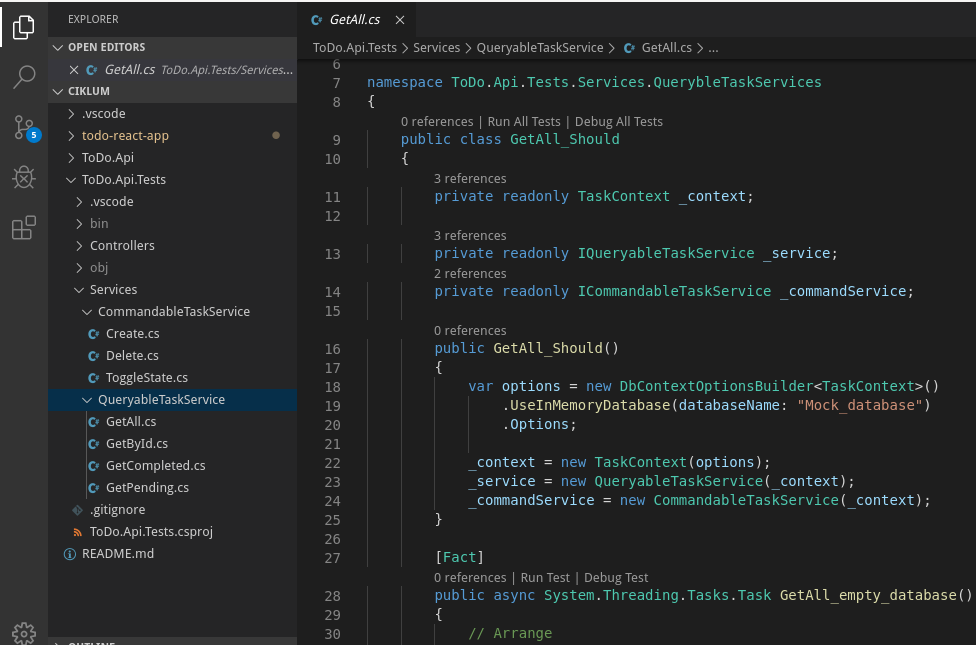 EXPLORER
OPEN EDITORS
GetAll.cs ToDo.Api.Tests/Services...
CIKLUM
.vscode
todo-react-app
ToDo.Api
ToDo.Api.Tests
.vscode
bin
Controllers
obj
Services
CommandableTaskService
Create.cs
Delete.cs
ToggleState.cs
QueryableTaskService
GetAll.cs
GetById.cs
GetCompleted.cs
GetPending.cs
.gitignore
ToDo.Api.Tests.csproj
README.md
OUTLINE
5
GetAll.cs
ToDo.Api.Tests > Services > QueryableTaskService > GetAll.cs > ...
6
7 namespace ToDo.Api.Tests.Services.QuerybleTaskServices
8 {
0 references | Run All Tests | Debug All Tests
9 public class GetAll_Should
10 {
3 references
11 private readonly TaskContext _context;
12
3 references
13 private readonly IQueryableTaskService _service;
2 references
14 private readonly ICommandableTaskService _commandService;
15
0 references
16 public GetAll_Should()
17 {
18 var options = new DbContextOptionsBuilder<TaskContext>()
19 .UseInMemoryDatabase(databaseName: "Mock_database")
20 .Options;
21
22 _context = new TaskContext(options);
23 _service = new QueryableTaskService(_context);
24 _commandService = new CommandableTaskService(_context);
25 }
26
27 [Fact]
0 references | Run Test | Debug Test
28 public async System.Threading.Tasks.Task GetAll_empty_database()
29 {
30 // Arrange